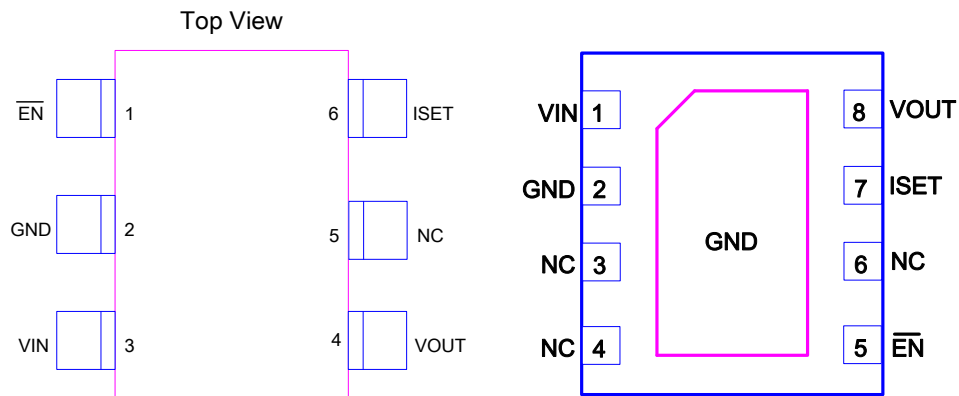 Top View
EN 1 6 ISET
GND 2 5 NC
VIN 3 4 VOUT
VIN 1 8 VOUT
GND 2 7 ISET
GND
NC 3 6 NC
NC 4 5 EN